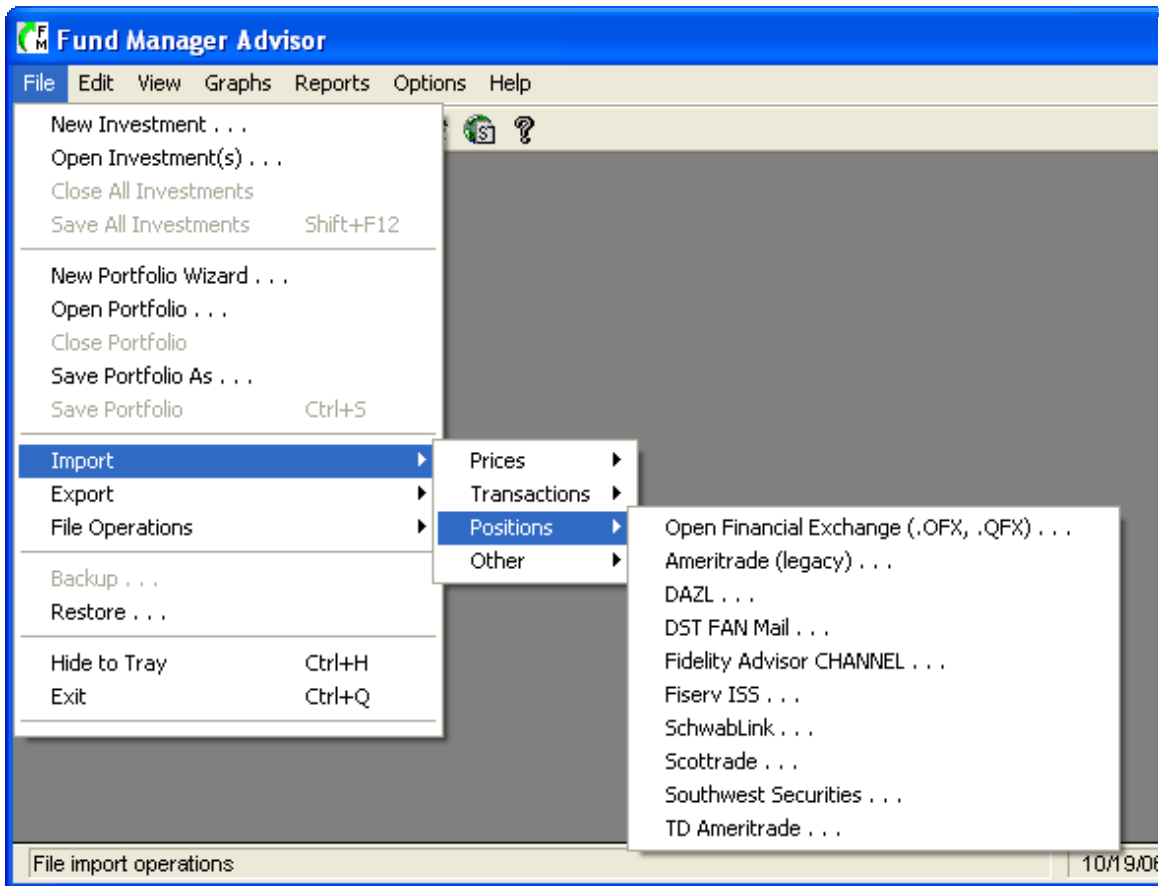 FM Fund Manager Advisor
File Edit View Graphs Reports Options Help
New Investment . . .
Open Investment(s) . . .
Close All Investments
Save All Investments Shift+F12
New Portfolio Wizard . . .
Open Portfolio . . .
Close Portfolio
Save Portfolio As . . .
Save Portfolio Ctrl+S
Import
Export
File Operations
Backup . . .
Restore . . .
Hide to Tray Ctrl+H
Exit Ctrl+Q
Prices
Transactions
Positions
Other
Open Financial Exchange (.OFX, .QFX) . . .
Ameritrade (legacy) . . .
DAZL . . .
DST FAN Mail . . .
Fidelity Advisor CHANNEL . . .
Fiserv ISS . . .
SchwabLink . . .
Scottrade . . .
Southwest Securities . . .
TD Ameritrade . . .
File import operations 10/19/06